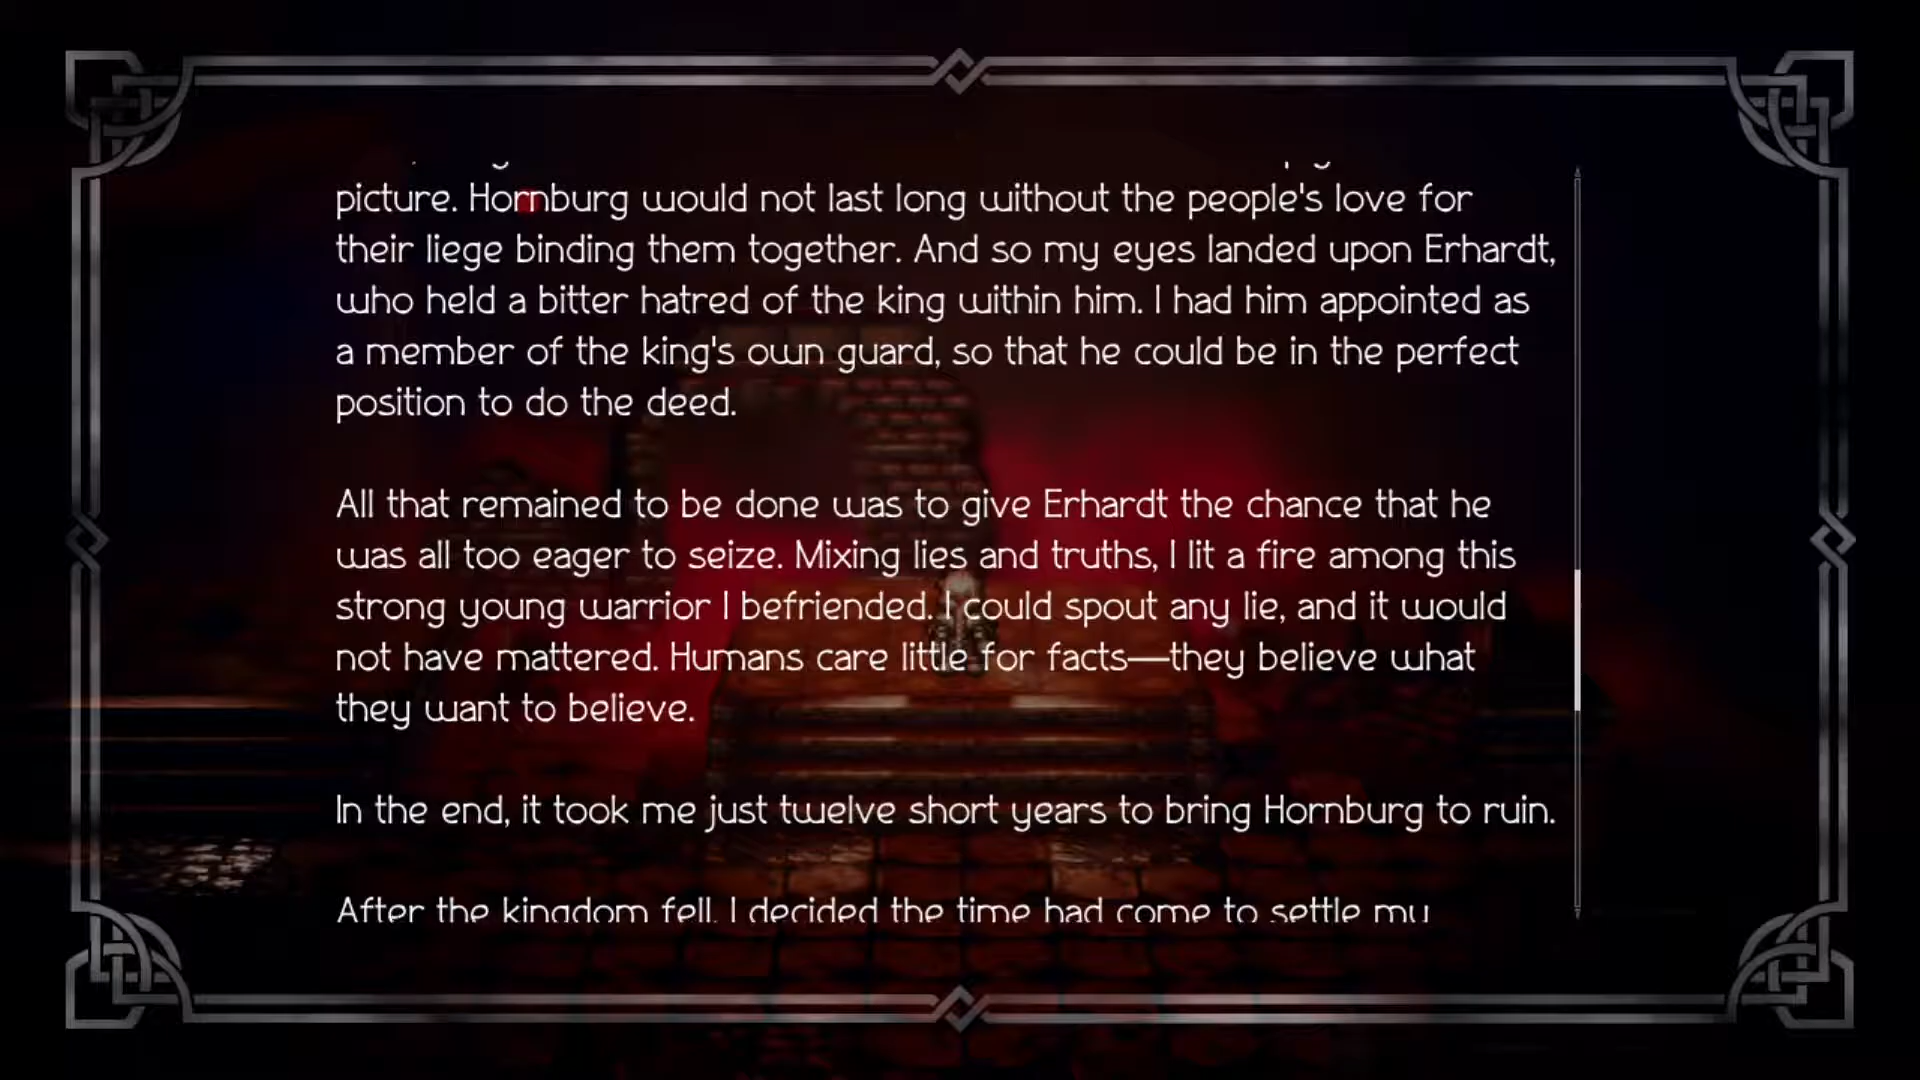 picture. Hornburg would not last long without the people's love for
their liege binding them together. And so my eyes landed upon Erhardt,
who held a bitter hatred of the king within him. I had him appointed as
a member of the king's own guard, so that he could be in the perfect
position to do the deed.
All that remained to be done was to give Erhardt the chance that he
was all too eager to seize. Mixing lies and truths, I lit a fire among this
strong young warrior I befriended. I could spout any lie, and it would
not have mattered. Humans care little for facts—they believe what
they want to believe.
In the end, it took me just twelve short years to bring Hornburg to ruin.
After the kingdom fell, I decided the time had come to settle my